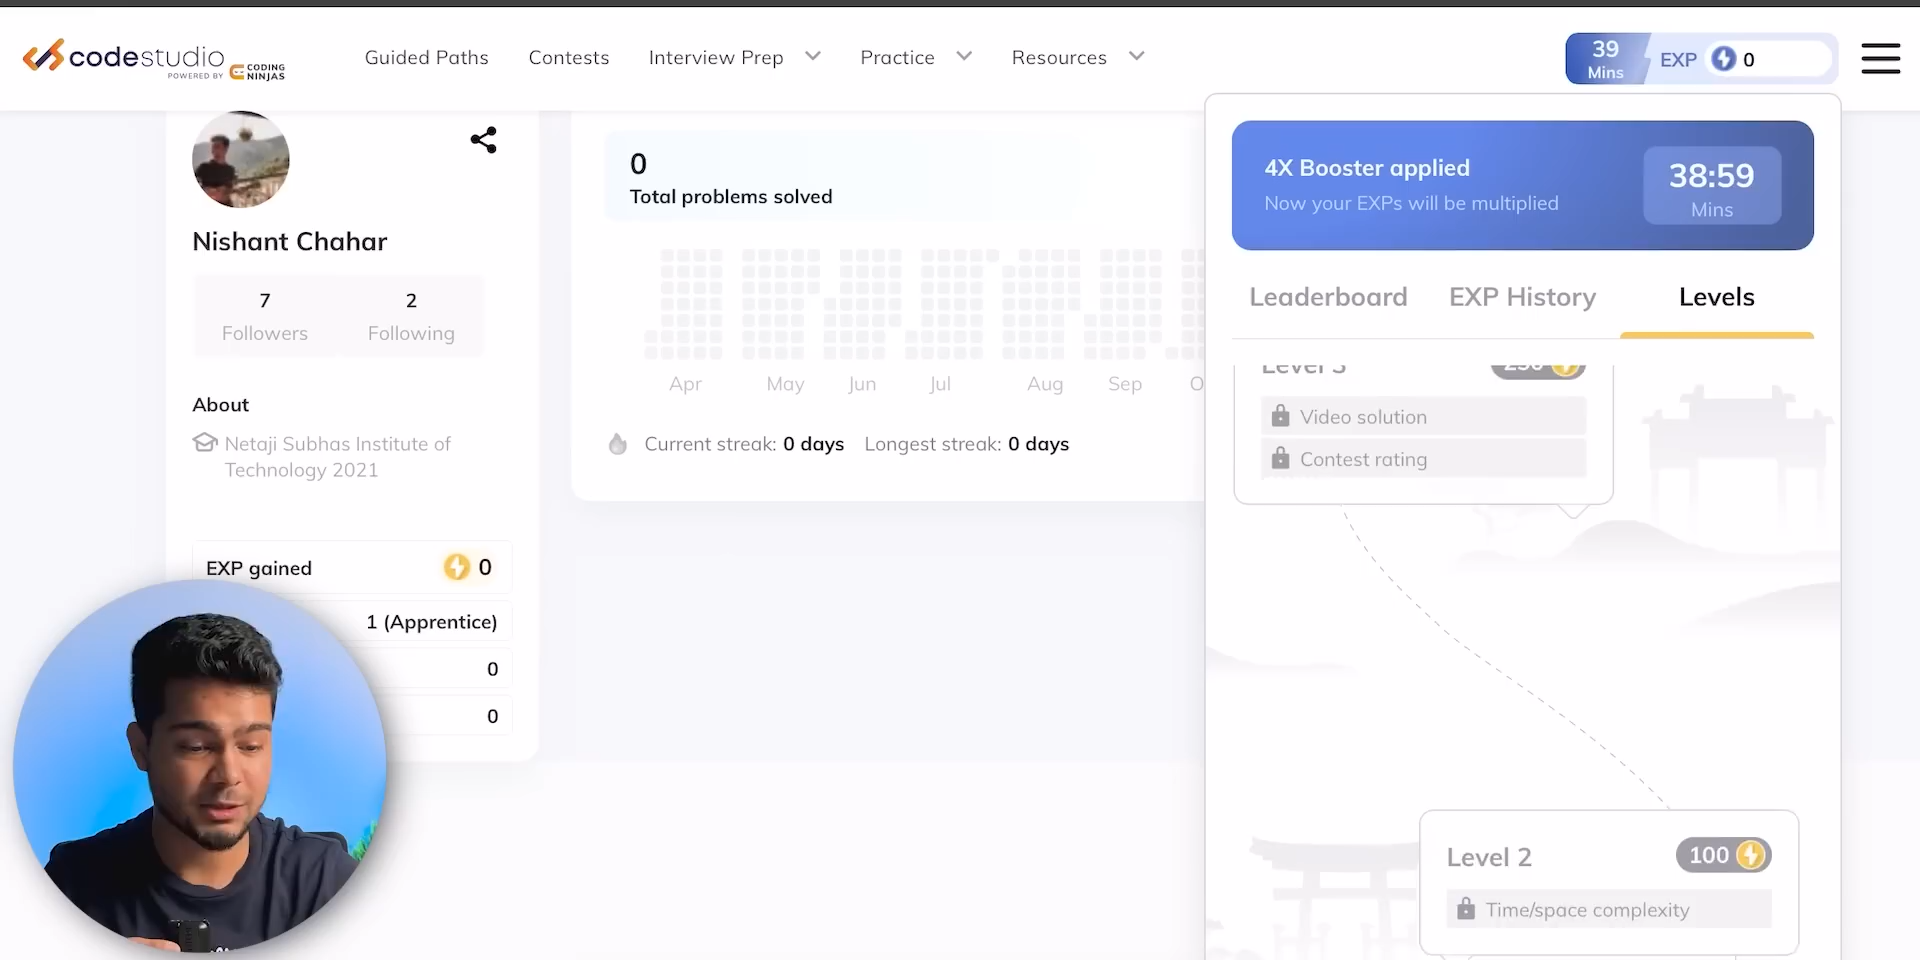 codestudio
POWERED BY CODING NINJAS
Guided Paths
Contests
Interview Prep
Practice
Resources
39 Mins
EXP 0
Nishant Chahar
7
Followers
2
Following
About
Netaji Subhas Institute of
Technology 2021
EXP gained 0
1 (Apprentice)
0
0
0
Total problems solved
Apr May Jun Jul Aug Sep O
Current streak: 0 days Longest streak: 0 days
4X Booster applied
Now your EXPs will be multiplied
38:59
Mins
Leaderboard EXP History Levels
Level 3 250
Video solution
Contest rating
Level 2 100
Time/space complexity